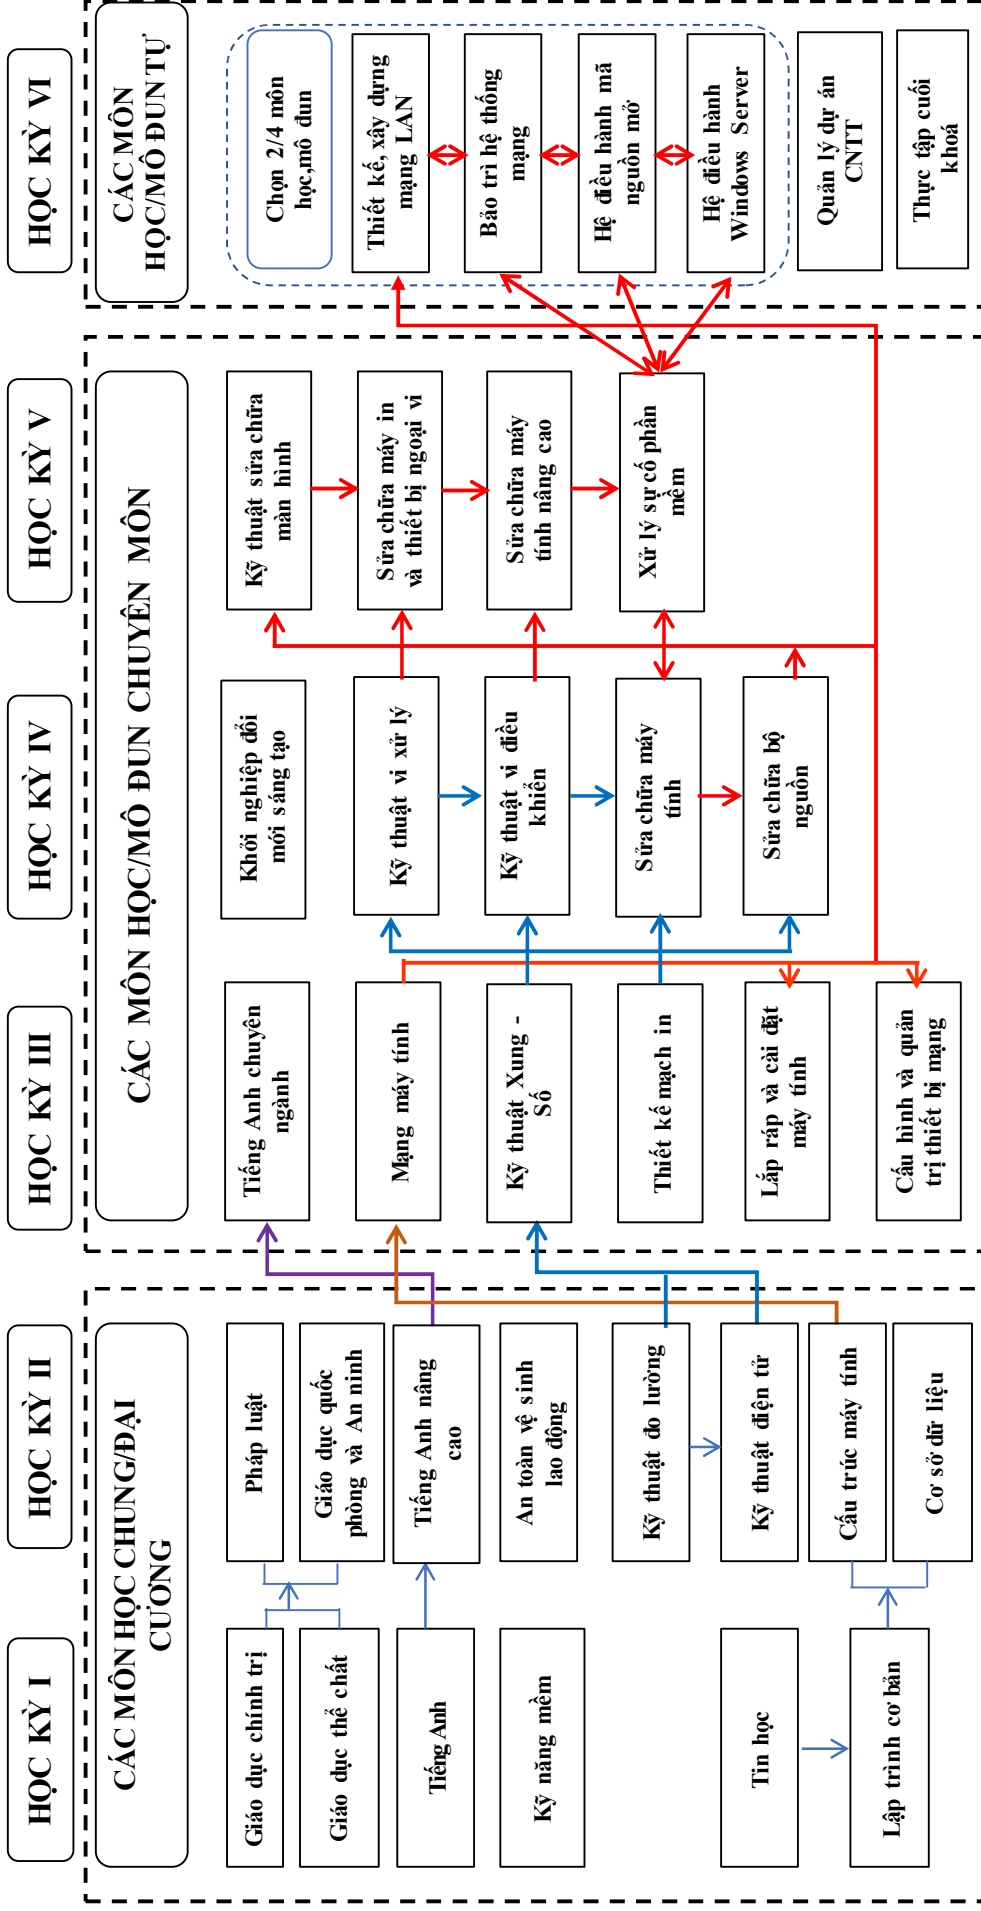 HỌC KỲ I
HỌC KỲ II
HỌC KỲ III
HỌC KỲ IV
HỌC KỲ V
HỌC KỲ VI
CÁC MÔN HỌC CHUNG/ĐẠI
CƯƠNG
CÁC MÔN HỌC/MÔ ĐUN CHUYÊN MÔN
CÁC MÔN
HỌC/MÔ ĐUN TỰ
Giáo dục chính trị
Giáo dục thể chất
Tiếng Anh
Kỹ năng mềm
Tin học
Lập trình cơ bản
Pháp luật
Giáo dục quốc
phòng và An ninh
Tiếng Anh nâng
cao
An toàn vệ sinh
lao động
Kỹ thuật đo lường
Kỹ thuật điện tử
Cấu trúc máy tính
Cơ sở dữ liệu
Tiếng Anh chuyên
ngành
Mạng máy tính
Kỹ thuật Xung -
Số
Thiết kế mạch in
Lắp ráp và cài đặt
máy tính
Cấu hình và quản
trị thiết bị mạng
Khởi nghiệp đổi
mới sáng tạo
Kỹ thuật vi xử lý
Kỹ thuật vi điều
khiển
Sửa chữa máy
tính
Sửa chữa bộ
nguồn
Kỹ thuật sửa chữa
màn hình
Sửa chữa máy in
và thiết bị ngoại vi
Sửa chữa máy
tính nâng cao
Xử lý sự cố phần
mềm
Chọn 2/4 môn
học,mô đun
Thiết kế, xây dựng
mạng LAN
Bảo trì hệ thống
mạng
Hệ điều hành mã
nguồn mở
Hệ điều hành
Windows Server
Quản lý dự án
CNTT
Thực tập cuối
khoá